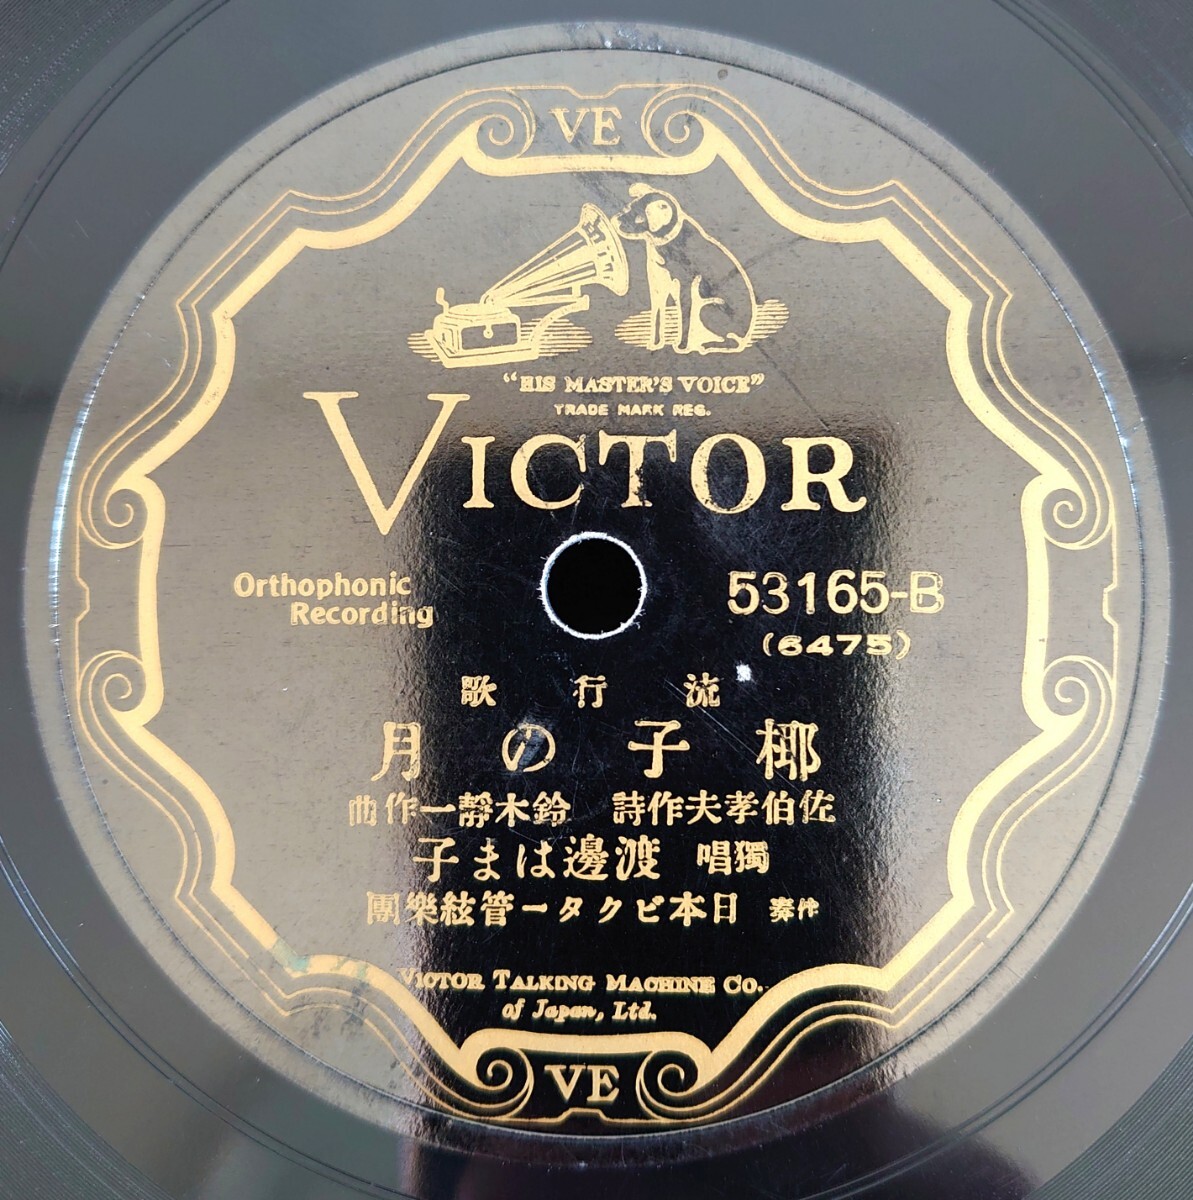 VE
"HIS MASTER'S VOICE"
TRADE MARK REG.
VICTOR
Orthophonic
Recording
53165-B
(6475)
流行歌
椰子の月
佐伯孝夫作詩 鈴木靜一作曲
獨唱 渡邊はま子
伴奏 日本ビクター管絃樂團
VICTOR TALKING MACHINE CO.
of Japan, Ltd.
VE